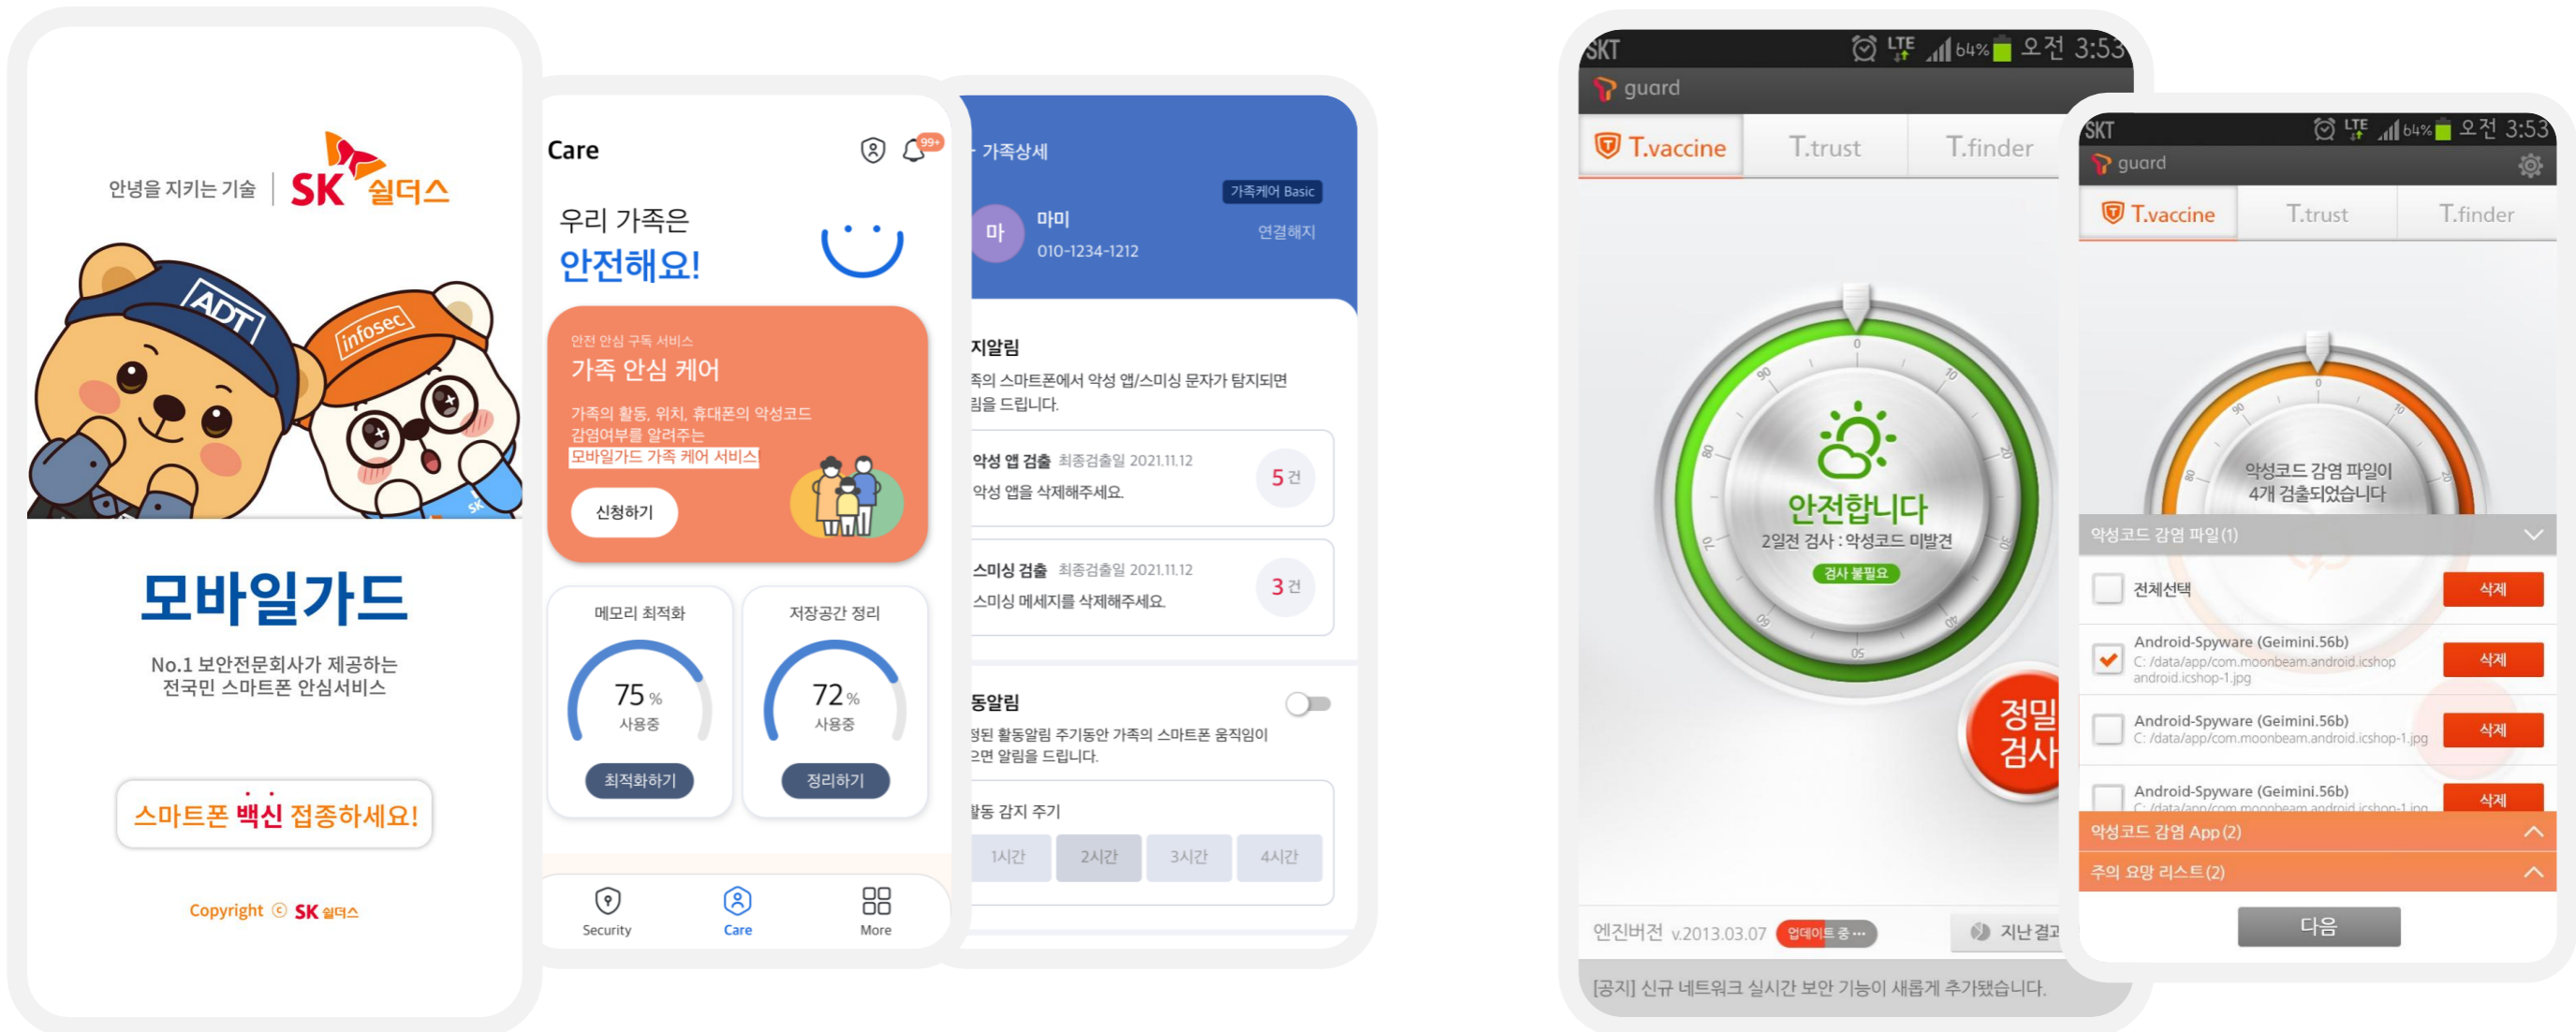 안녕을 지키는 기술
SK 쉴더스
ADT
infosec
SK
모바일가드
No.1 보안전문회사가 제공하는
전국민 스마트폰 안심서비스
스마트폰 백신 접종하세요!
Copyright ⓒ SK 쉴더스
Care
99+
우리 가족은
안전해요!
안전 안심 구독 서비스
가족 안심 케어
가족의 활동, 위치, 휴대폰의 악성코드
감염여부를 알려주는
모바일가드 가족 케어 서비스!
신청하기
메모리 최적화
75 %
사용중
최적화하기
저장공간 정리
72 %
사용중
정리하기
Security
Care
More
가족상세
가족케어 Basic
마
마미
010-1234-1212
연결해지
지알림
족의 스마트폰에서 악성 앱/스미싱 문자가 탐지되면
림을 드립니다.
악성 앱 검출 최종검출일 2021.11.12
악성 앱을 삭제해주세요.
5 건
스미싱 검출 최종검출일 2021.11.12
스미싱 메세지를 삭제해주세요.
3 건
동알림
정된 활동알림 주기동안 가족의 스마트폰 움직임이
으면 알림을 드립니다.
활동 감지 주기
1시간 2시간 3시간 4시간
SKT LTE 64% 오전 3:53
guard
T.vaccine T.trust T.finder
0
10
20
30
40
50
60
70
80
90
안전합니다
2일전 검사 : 악성코드 미발견
검사 불필요
정밀
검사
엔진버전 v.2013.03.07 업데이트 중 ···
지난 결과
[공지] 신규 네트워크 실시간 보안 기능이 새롭게 추가됐습니다.
SKT LTE 64% 오전 3:53
guard
T.vaccine T.trust T.finder
0
10
20
80
90
악성코드 감염 파일이
4개 검출되었습니다
악성코드 감염 파일(1)
전체선택 삭제
Android-Spyware (Geimini.56b)
C: /data/app/com.moonbeam.android.icshop
android.icshop-1.jpg
삭제
Android-Spyware (Geimini.56b)
C: /data/app/com.moonbeam.android.icshop-1.jpg
삭제
Android-Spyware (Geimini.56b)
C: /data/app/com.moonbeam.android.icshop-1.jpg
삭제
악성코드 감염 App(2)
주의 요망 리스트(2)
다음